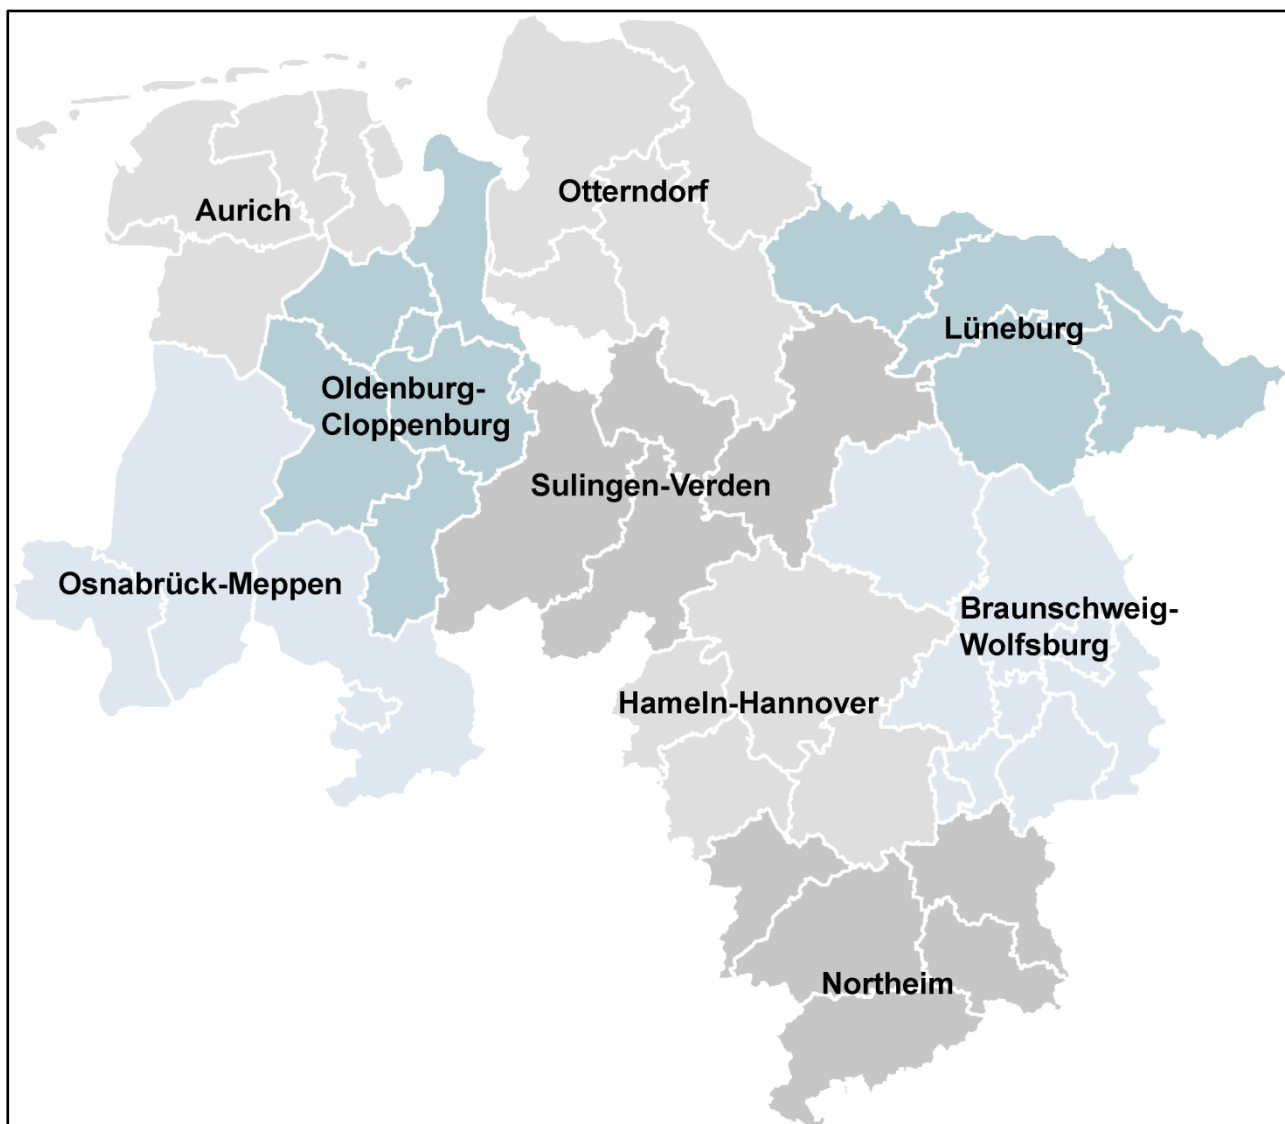 Aurich
Otterndorf
Lüneburg
Oldenburg-
Cloppenburg
Sulingen-Verden
Osnabrück-Meppen
Braunschweig-
Wolfsburg
Hameln-Hannover
Northeim